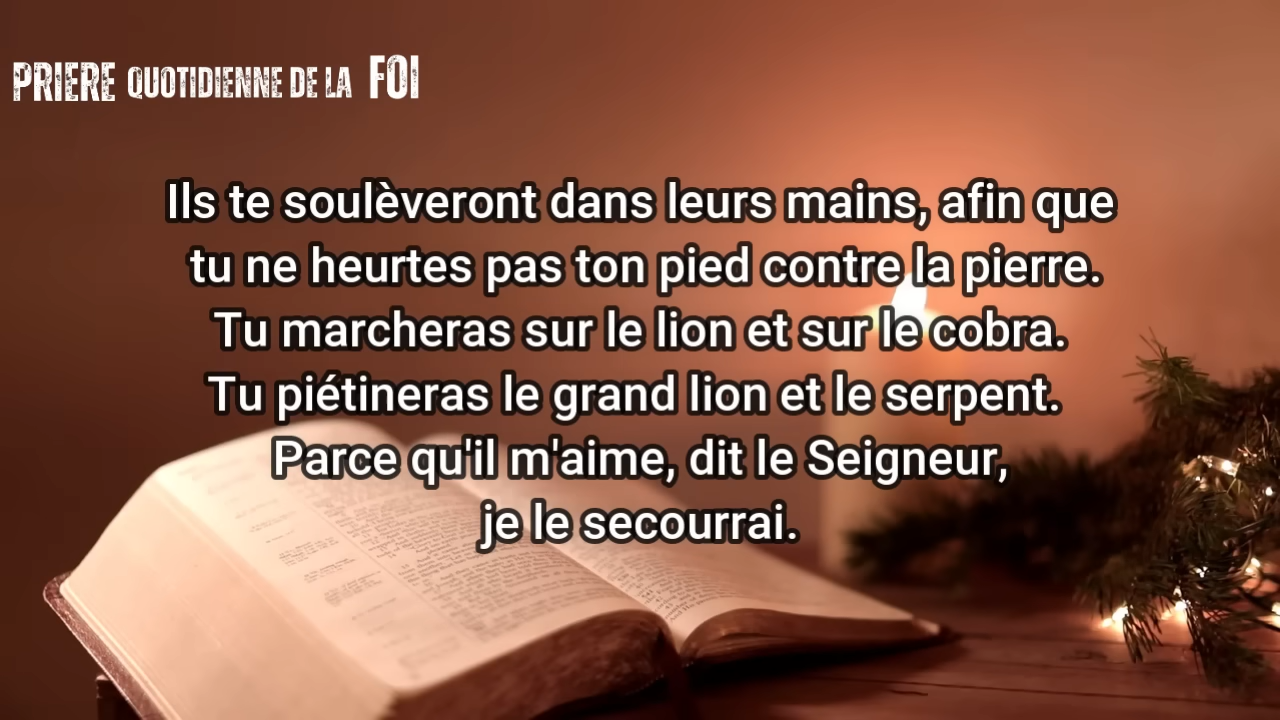 PRIERE QUOTIDIENNE DE LA FOI
Ils te soulèveront dans leurs mains, afin que
tu ne heurtes pas ton pied contre la pierre.
Tu marcheras sur le lion et sur le cobra.
Tu piétineras le grand lion et le serpent.
Parce qu'il m'aime, dit le Seigneur,
je le secourrai.